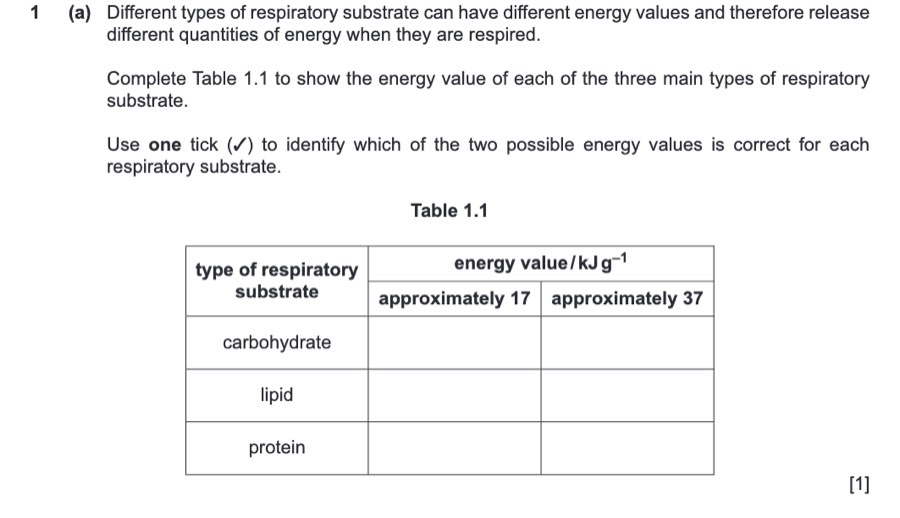 1 (a) Different types of respiratory substrate can have different energy values and therefore release
different quantities of energy when they are respired.
Complete Table 1.1 to show the energy value of each of the three main types of respiratory
substrate.
Use one tick (✓) to identify which of the two possible energy values is correct for each
respiratory substrate.
Table 1.1
type of respiratory
substrate
energy value / kJ g⁻¹
approximately 17
approximately 37
carbohydrate
lipid
protein
[1]